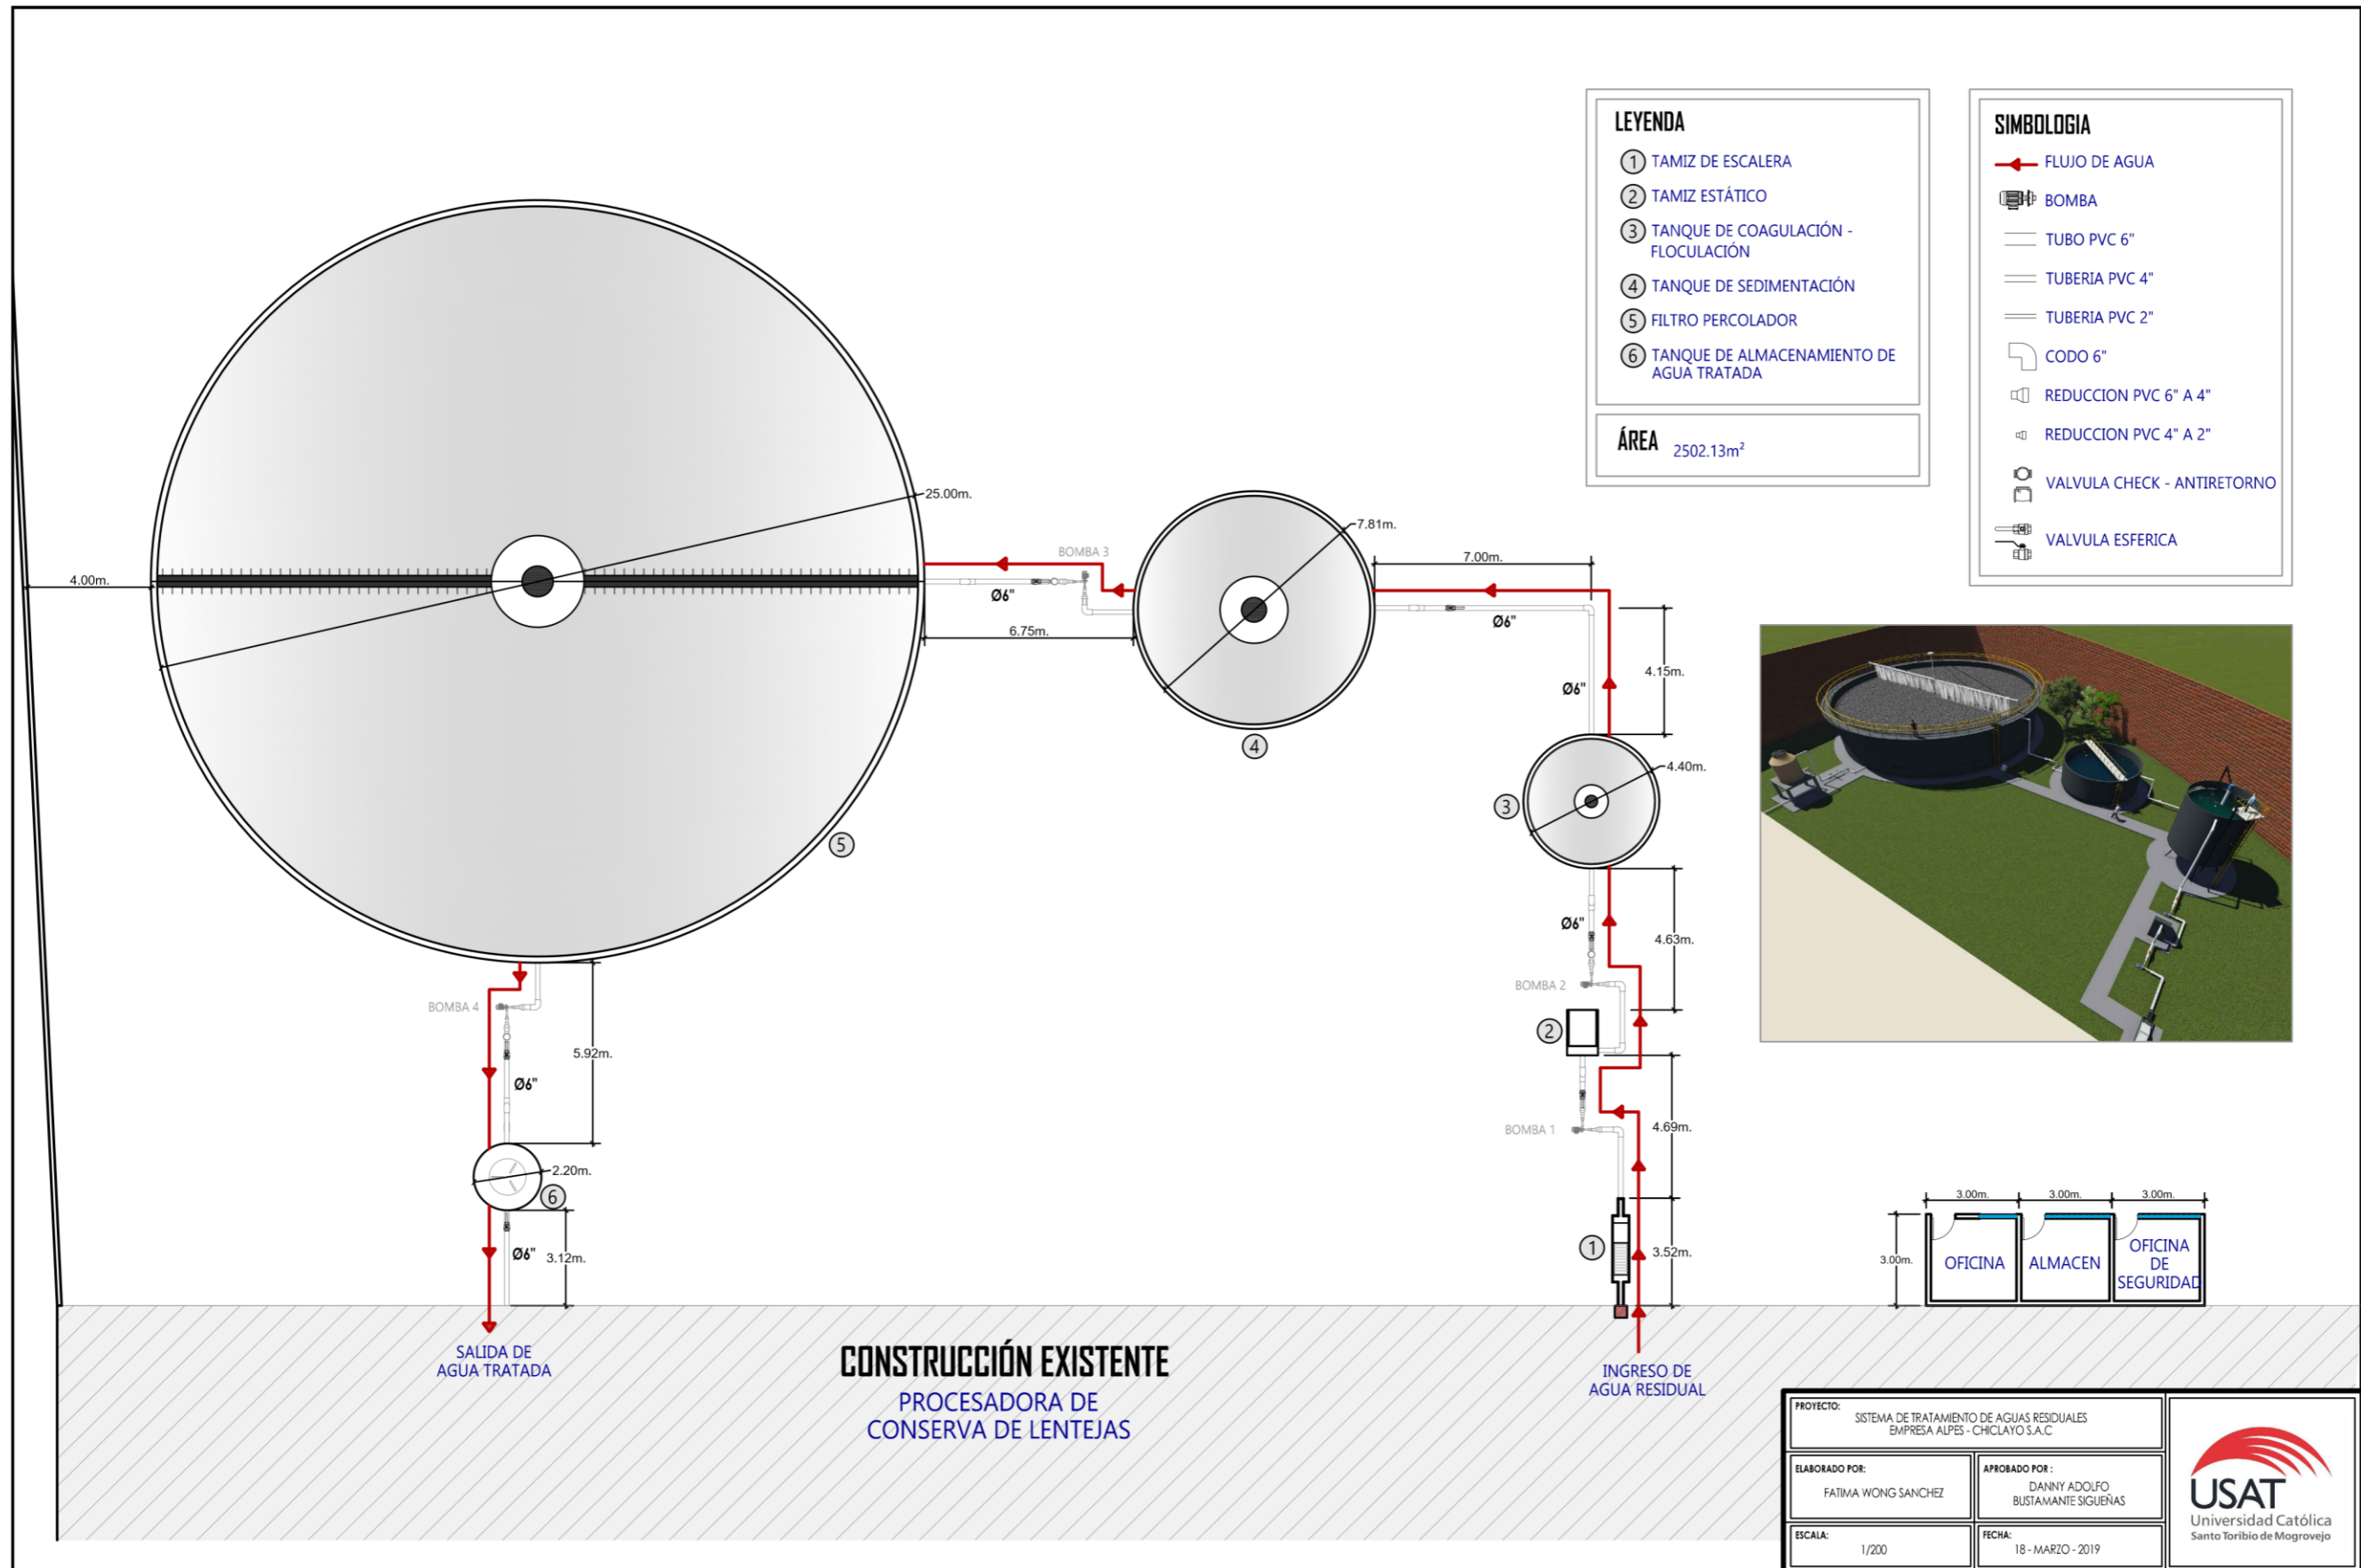 LEYENDA
1 TAMIZ DE ESCALERA
2 TAMIZ ESTÁTICO
3 TANQUE DE COAGULACIÓN -
FLOCULACIÓN
4 TANQUE DE SEDIMENTACIÓN
5 FILTRO PERCOLADOR
6 TANQUE DE ALMACENAMIENTO DE
AGUA TRATADA
ÁREA 2502.13m²
SIMBOLOGIA
FLUJO DE AGUA
BOMBA
TUBO PVC 6"
TUBERIA PVC 4"
TUBERIA PVC 2"
CODO 6"
REDUCCION PVC 6" A 4"
REDUCCION PVC 4" A 2"
VALVULA CHECK - ANTIRETORNO
VALVULA ESFERICA
25.00m.
4.00m.
BOMBA 3
Ø6"
6.75m.
7.81m.
4
7.00m.
Ø6"
4.15m.
Ø6"
4.40m.
3
5
Ø6"
4.63m.
BOMBA 2
2
BOMBA 4
5.92m.
Ø6"
4.69m.
BOMBA 1
2.20m.
6
Ø6"
3.12m.
1
3.52m.
3.00m.
3.00m.
3.00m.
3.00m.
OFICINA
ALMACEN
OFICINA
DE
SEGURIDAD
SALIDA DE
AGUA TRATADA
CONSTRUCCIÓN EXISTENTE
PROCESADORA DE
CONSERVA DE LENTEJAS
INGRESO DE
AGUA RESIDUAL
PROYECTO:
SISTEMA DE TRATAMIENTO DE AGUAS RESIDUALES
EMPRESA ALPES - CHICLAYO S.A.C
ELABORADO POR:
FATIMA WONG SANCHEZ
APROBADO POR :
DANNY ADOLFO
BUSTAMANTE SIGUEÑAS
ESCALA:
1/200
FECHA:
18 - MARZO - 2019
USAT
Universidad Católica
Santo Toribio de Mogrovejo